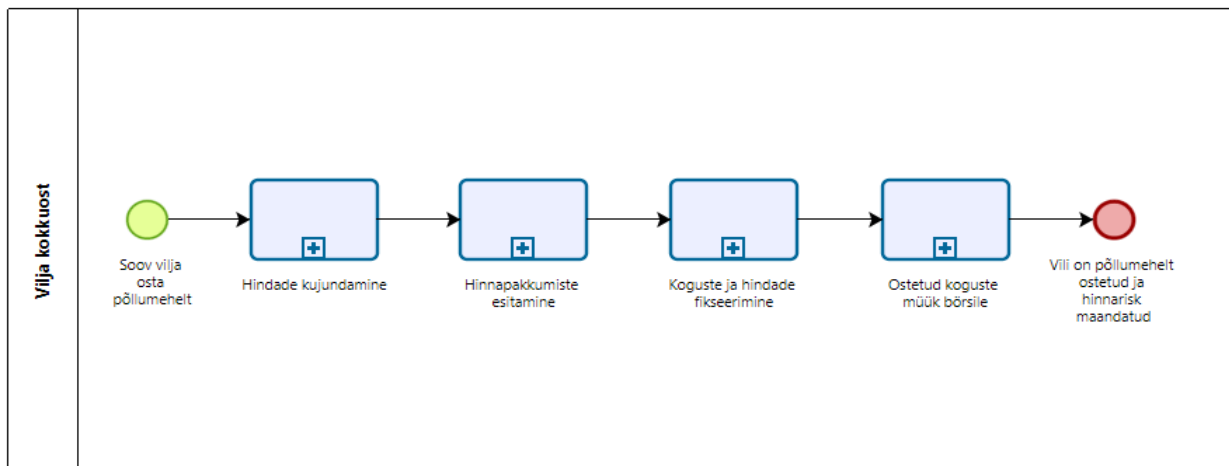 Vilja kokkuost
Soov vilja
osta
põllumehelt
Hindade kujundamine
Hinnapakkumiste
esitamine
Koguste ja hindade
fikseerimine
Ostetud koguste
müük börsile
Vili on põllumehelt
ostetud ja
hinnarisk
maandatud